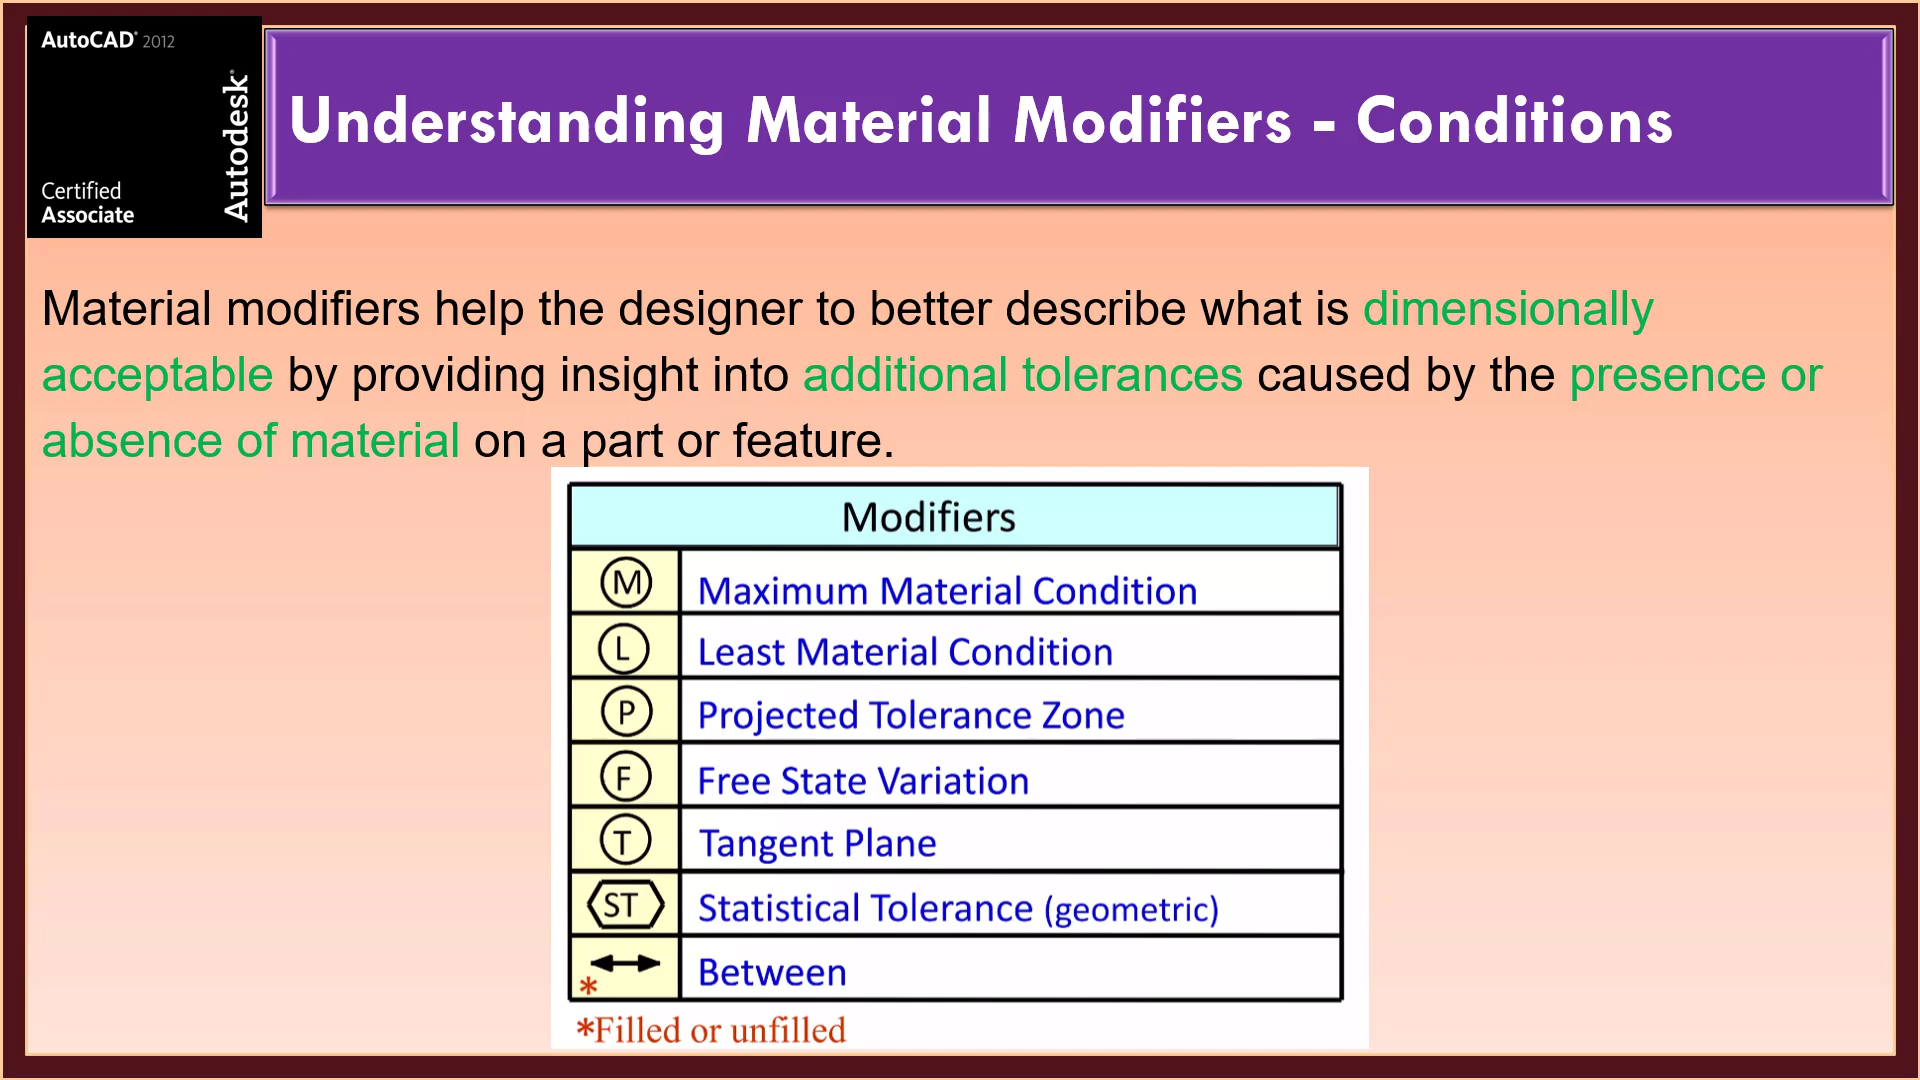 AutoCAD® 2012
Autodesk®
Certified
Associate
Understanding Material Modifiers - Conditions
Material modifiers help the designer to better describe what is dimensionally
acceptable by providing insight into additional tolerances caused by the presence or
absence of material on a part or feature.
Modifiers
M Maximum Material Condition
L Least Material Condition
P Projected Tolerance Zone
F Free State Variation
T Tangent Plane
ST Statistical Tolerance (geometric)
* Between
*Filled or unfilled